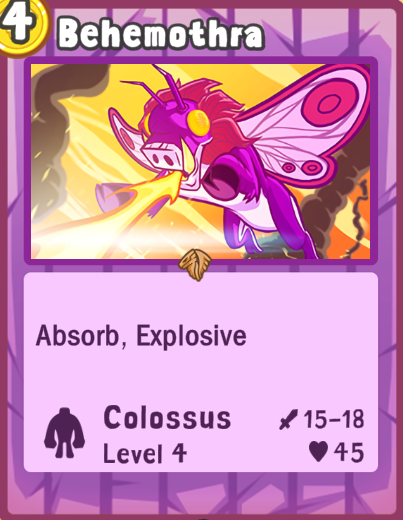 4
Behemothra
Absorb, Explosive
Colossus
15-18
Level 4
45